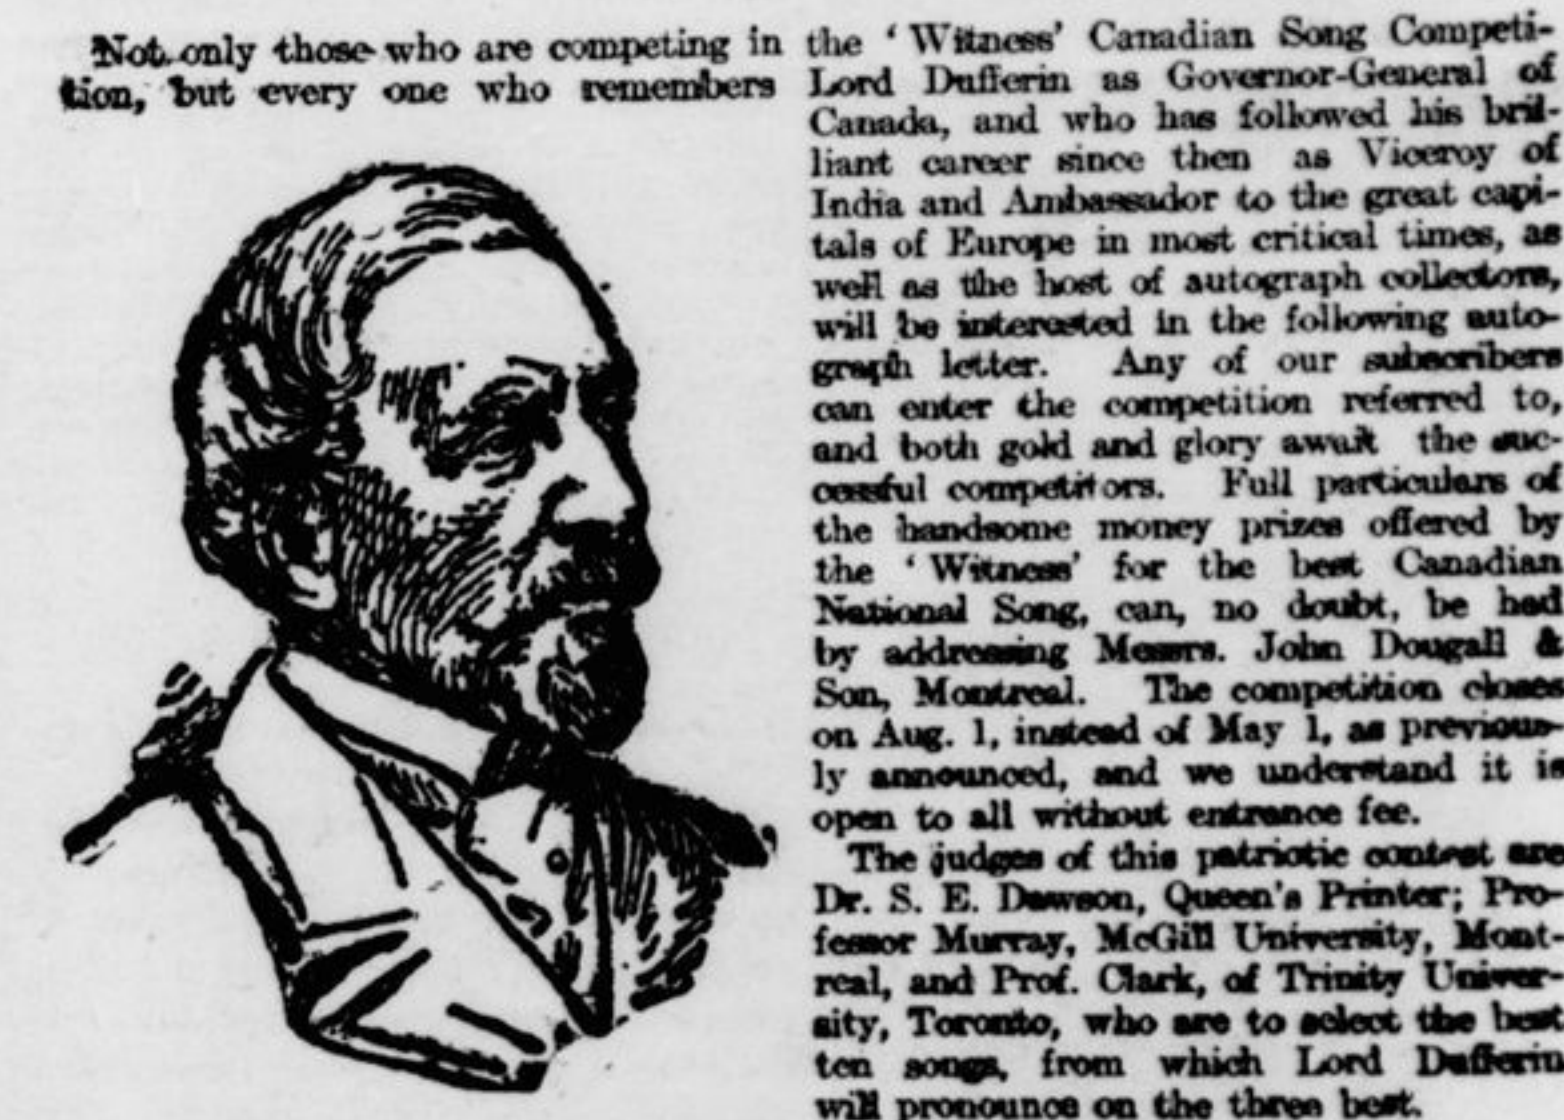 Not only those who are competing in the ‘Witness’ Canadian Song Competi-
tion, but every one who remembers Lord Dufferin as Governor-General of
Canada, and who has followed his bril-
liant career since then as Viceroy of
India and Ambassador to the great capi-
tals of Europe in most critical times, as
well as the host of autograph collectors,
will be interested in the following auto-
graph letter. Any of our subscribers
can enter the competition referred to,
and both gold and glory await the suc-
cessful competitors. Full particulars of
the handsome money prizes offered by
the ‘Witness’ for the best Canadian
National Song, can, no doubt, be had
by addressing Messrs. John Dougall &
Son, Montreal. The competition closes
on Aug. 1, instead of May 1, as previous-
ly announced, and we understand it is
open to all without entrance fee.
The judges of this patriotic contest are
Dr. S. E. Dawson, Queen's Printer; Pro-
fessor Murray, McGill University, Mont-
real, and Prof. Clark, of Trinity Univer-
sity, Toronto, who are to select the best
ten songs, from which Lord Dufferin
will pronounce on the three best.